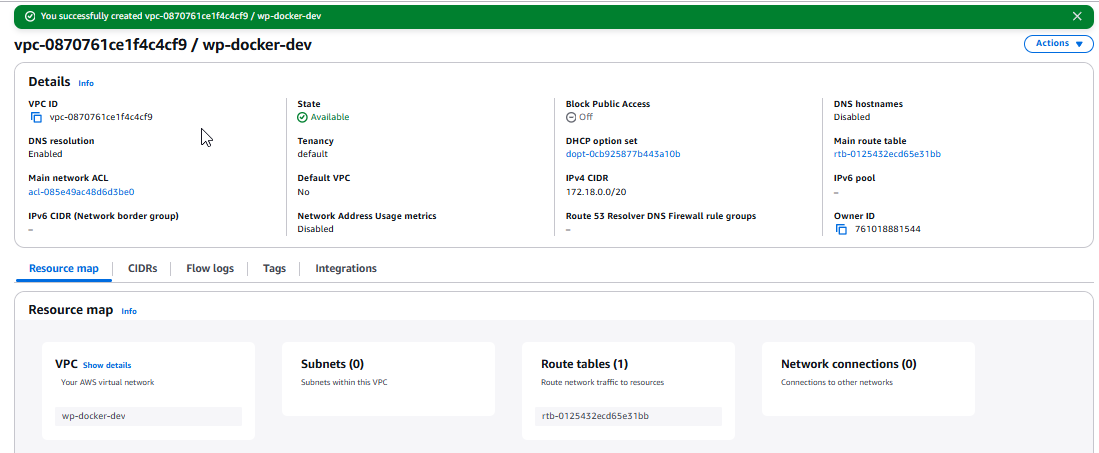 You successfully created vpc-0870761ce1f4c4cf9 / wp-docker-dev
vpc-0870761ce1f4c4cf9 / wp-docker-dev
Actions
Details Info
VPC ID
vpc-0870761ce1f4c4cf9
State
Available
Block Public Access
Off
DNS hostnames
Disabled
DNS resolution
Enabled
Tenancy
default
DHCP option set
dopt-0cb925877b443a10b
Main route table
rtb-0125432ecd65e31bb
Main network ACL
acl-085e49ac48d6d3be0
Default VPC
No
IPv4 CIDR
172.18.0.0/20
IPv6 pool
–
IPv6 CIDR (Network border group)
–
Network Address Usage metrics
Disabled
Route 53 Resolver DNS Firewall rule groups
–
Owner ID
761018881544
Resource map
CIDRs
Flow logs
Tags
Integrations
Resource map Info
VPC Show details
Your AWS virtual network
wp-docker-dev
Subnets (0)
Subnets within this VPC
Route tables (1)
Route network traffic to resources
rtb-0125432ecd65e31bb
Network connections (0)
Connections to other networks